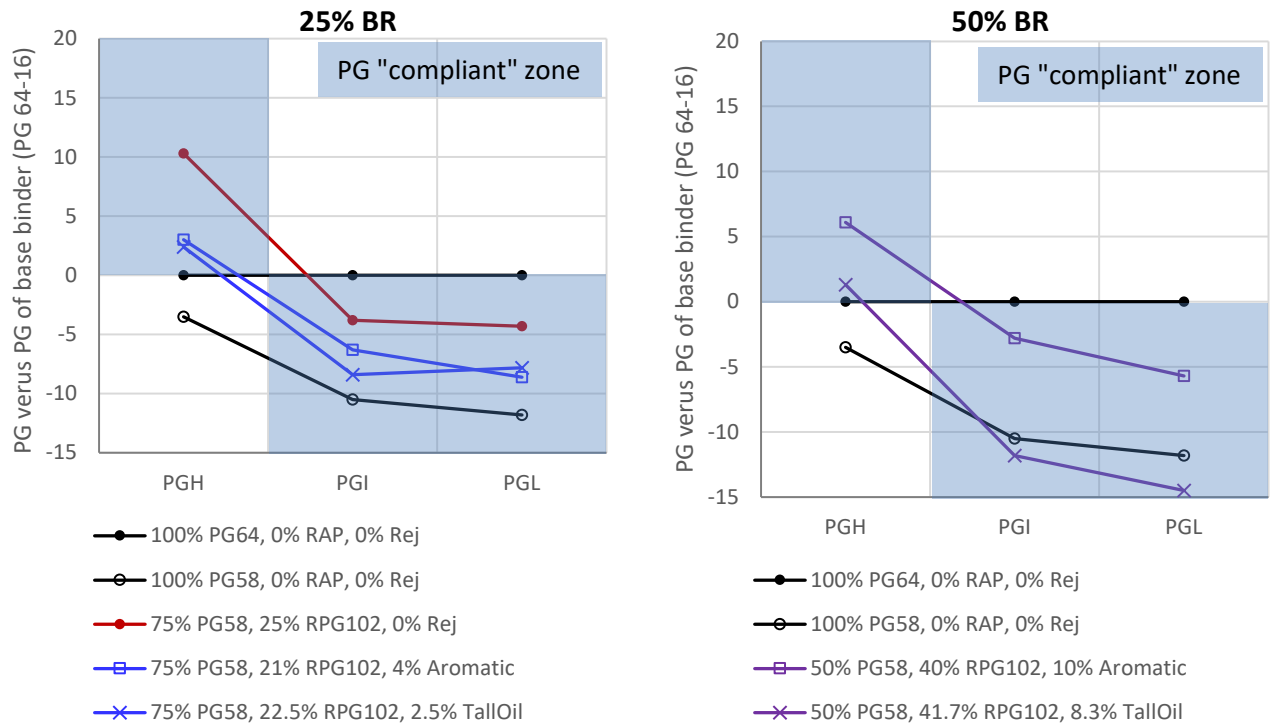 25% BR
PG verus PG of base binder (PG 64-16)
20
15
10
5
0
-5
-10
-15
PG "compliant" zone
PGH PGI PGL
100% PG64, 0% RAP, 0% Rej
100% PG58, 0% RAP, 0% Rej
75% PG58, 25% RPG102, 0% Rej
75% PG58, 21% RPG102, 4% Aromatic
75% PG58, 22.5% RPG102, 2.5% TallOil
50% BR
PG verus PG of base binder (PG 64-16)
20
15
10
5
0
-5
-10
-15
PG "compliant" zone
PGH PGI PGL
100% PG64, 0% RAP, 0% Rej
100% PG58, 0% RAP, 0% Rej
50% PG58, 40% RPG102, 10% Aromatic
50% PG58, 41.7% RPG102, 8.3% TallOil